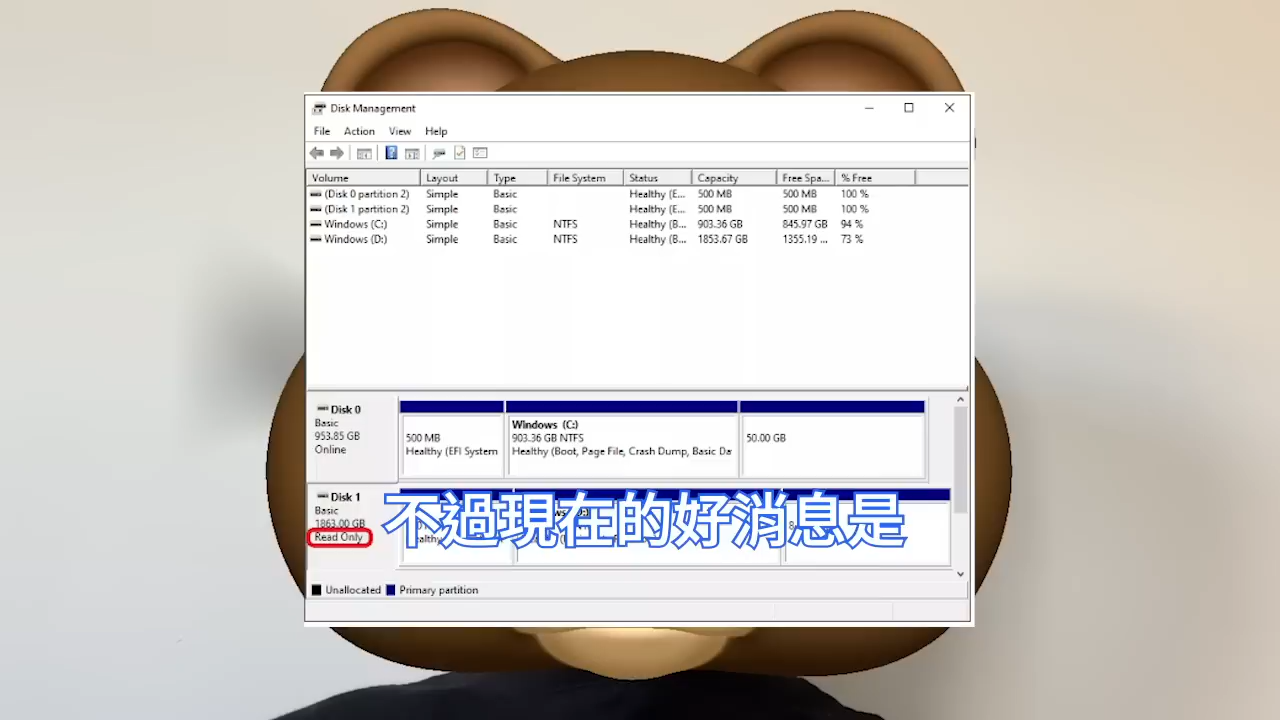 Disk Management
File Action View Help
Volume Layout Type File System Status Capacity Free Spa... % Free
(Disk 0 partition 2) Simple Basic Healthy (E... 500 MB 500 MB 100 %
(Disk 1 partition 2) Simple Basic Healthy (E... 500 MB 500 MB 100 %
Windows (C:) Simple Basic NTFS Healthy (B... 903.36 GB 845.97 GB 94 %
Windows (D:) Simple Basic NTFS Healthy (B... 1853.67 GB 1355.19 ... 73 %
Disk 0
Basic
953.85 GB
Online
500 MB
Healthy (EFI System
Windows (C:)
903.36 GB NTFS
Healthy (Boot, Page File, Crash Dump, Basic Da
50.00 GB
Disk 1
Basic
1863.00 GB
Read Only
不過現在的好消息是
Unallocated Primary partition